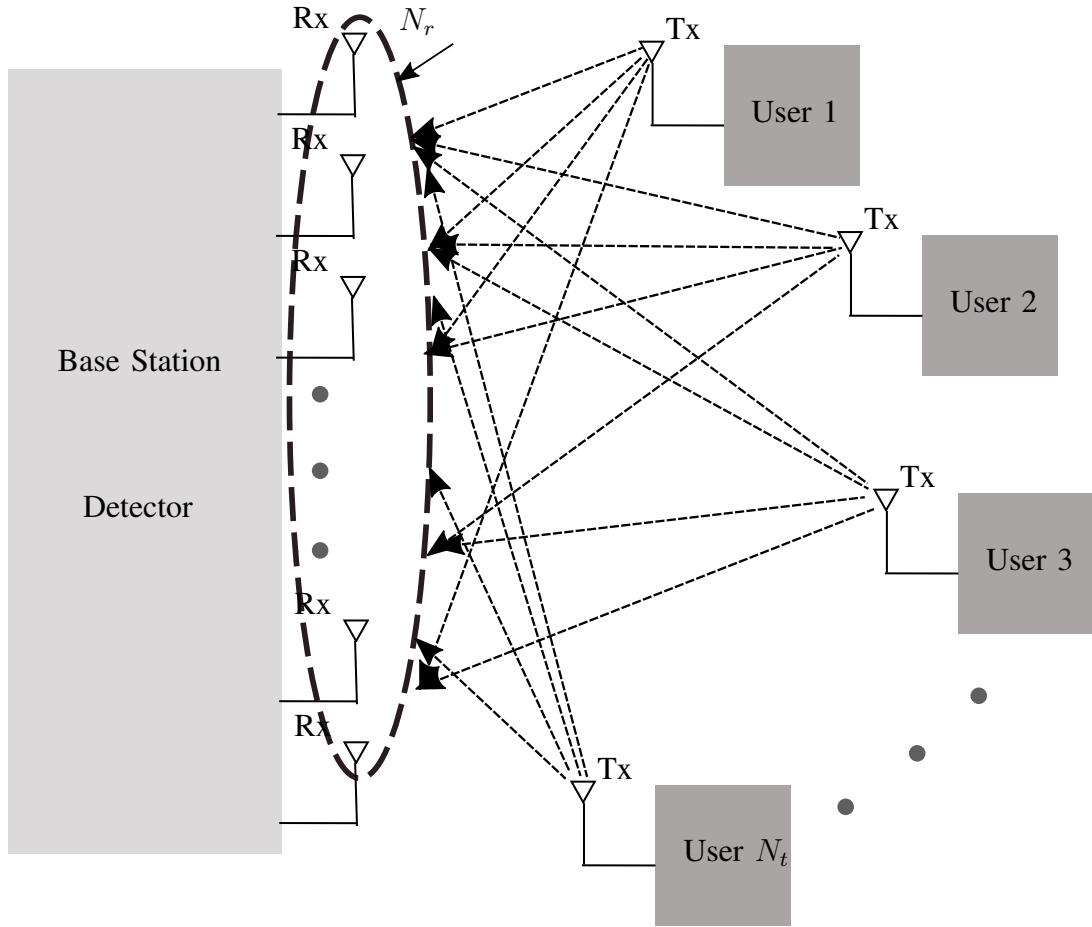 Rx
N_r
Tx
User 1
Rx
Tx
Rx
User 2
Base Station
Tx
Detector
User 3
Rx
Rx
Tx
User N_t